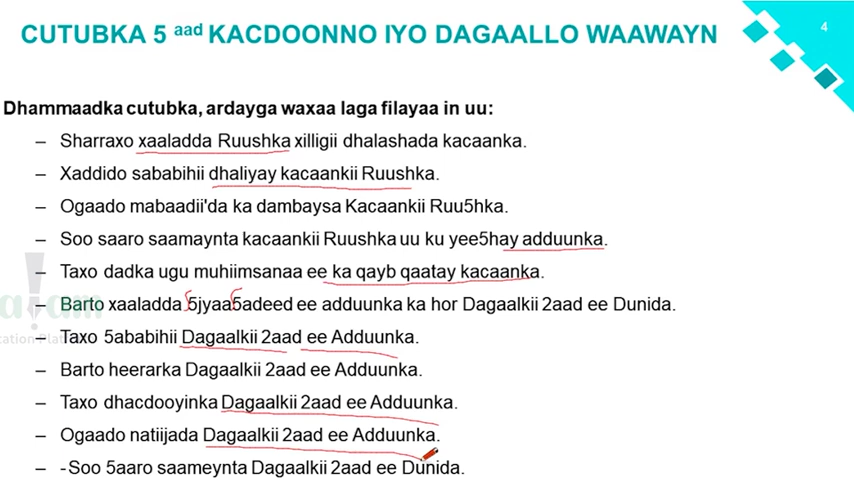 4
CUTUBKA 5 aad KACDOONNO IYO DAGAALLO WAAWAYN
Dhammaadka cutubka, ardayga waxaa laga filayaa in uu:
– Sharraxo xaaladda Ruushka xilligii dhalashada kacaanka.
– Xaddido sababihii dhaliyay kacaankii Ruushka.
– Ogaado mabaadii'da ka dambaysa Kacaankii Ruu5hka.
– Soo saaro saamaynta kacaankii Ruushka uu ku yee5hay adduunka.
– Taxo dadka ugu muhiimsanaa ee ka qayb qaatay kacaanka.
– Barto xaaladda 5jyaa5adeed ee adduunka ka hor Dagaalkii 2aad ee Dunida.
– Taxo 5ababihii Dagaalkii 2aad ee Adduunka.
– Barto heerarka Dagaalkii 2aad ee Adduunka.
– Taxo dhacdooyinka Dagaalkii 2aad ee Adduunka.
– Ogaado natiijada Dagaalkii 2aad ee Adduunka.
– -Soo 5aaro saameynta Dagaalkii 2aad ee Dunida.